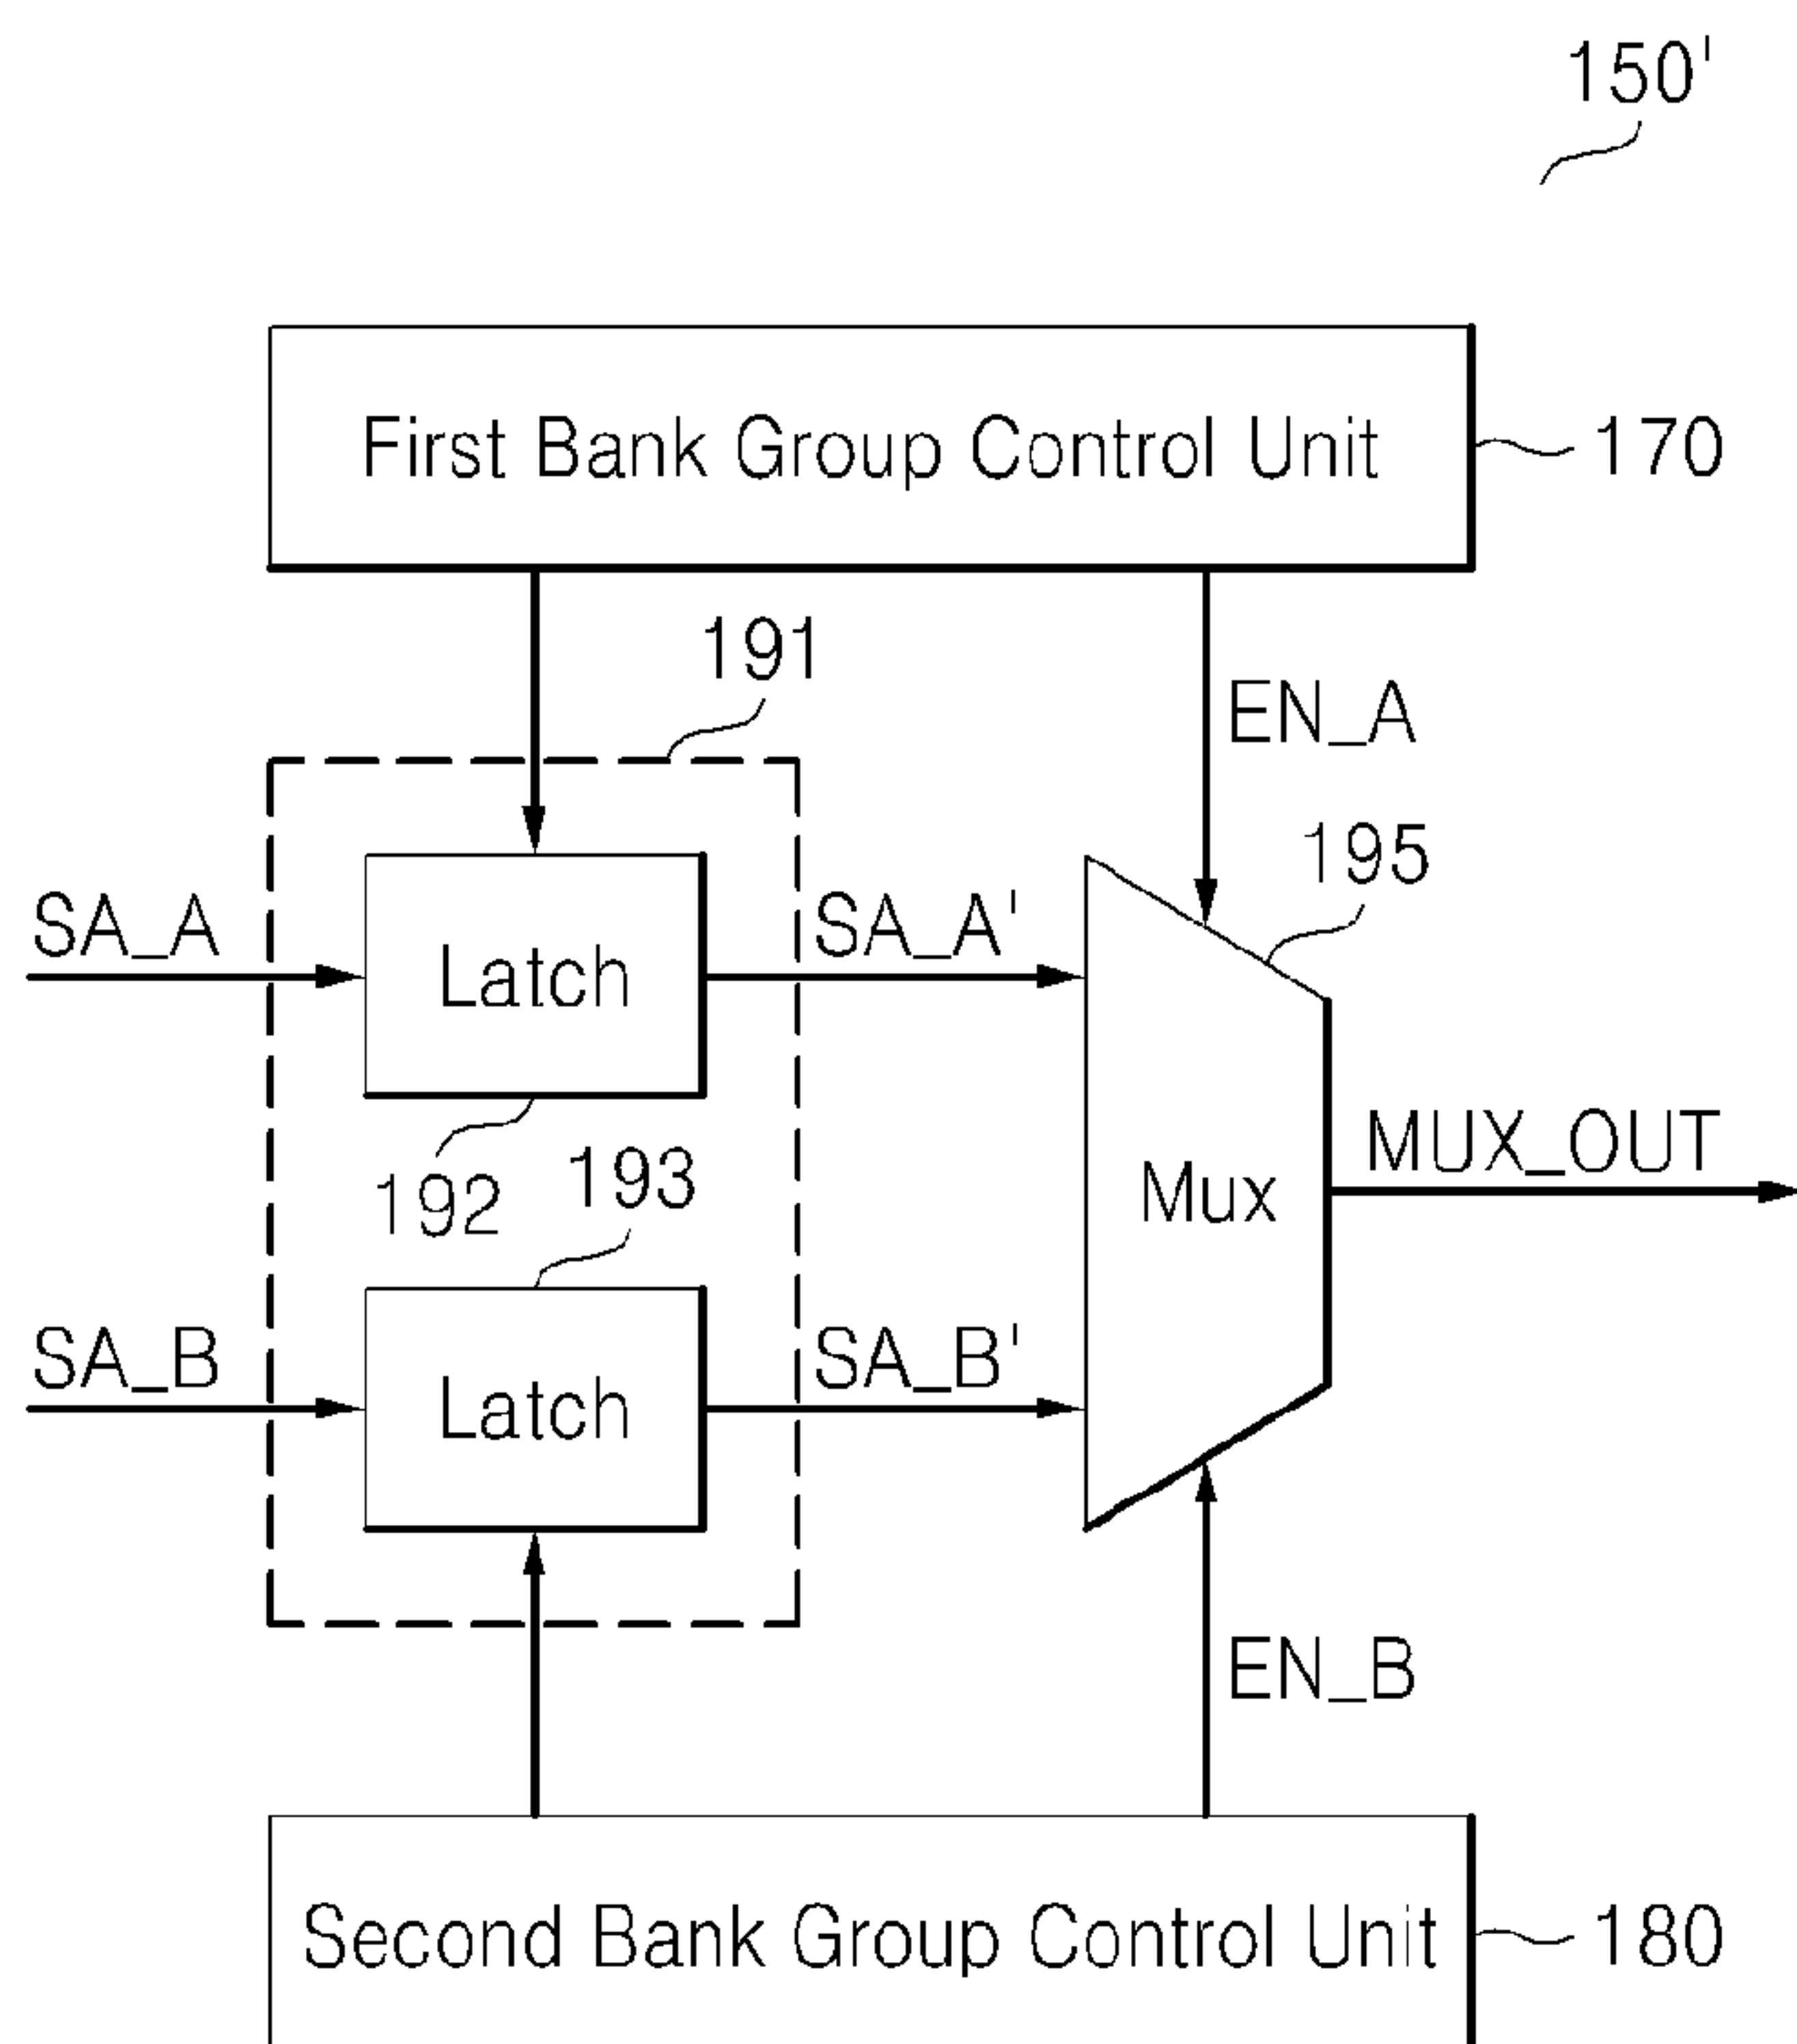 150'
First Bank Group Control Unit
170
191
EN_A
195
SA_A
Latch
SA_A'
192
193
Mux
MUX_OUT
SA_B
Latch
SA_B'
EN_B
Second Bank Group Control Unit
180